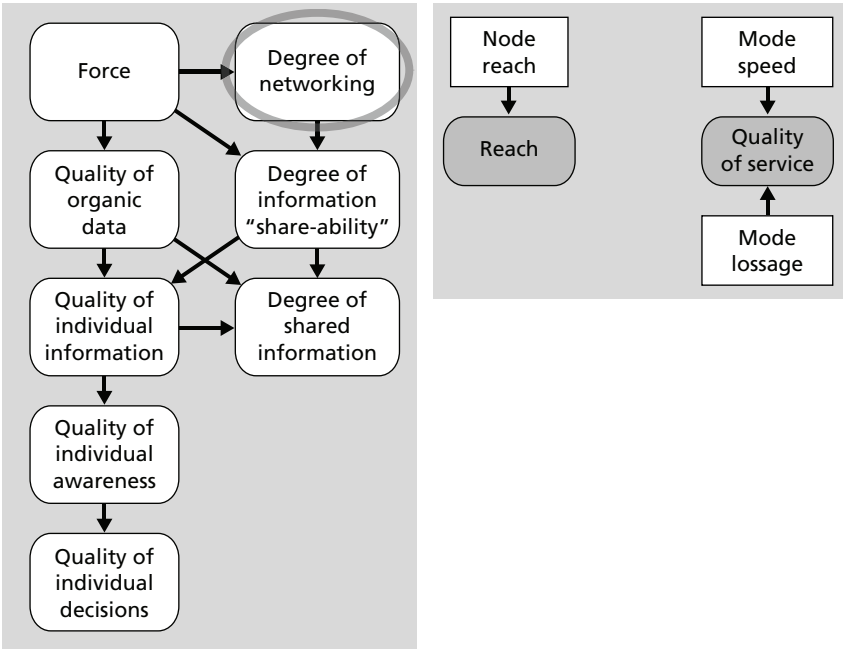 Force
Degree of
networking
Quality of
organic
data
Degree of
information
“share-ability”
Quality of
individual
information
Degree of
shared
information
Quality of
individual
awareness
Quality of
individual
decisions
Node
reach
Mode
speed
Reach
Quality
of service
Mode
lossage